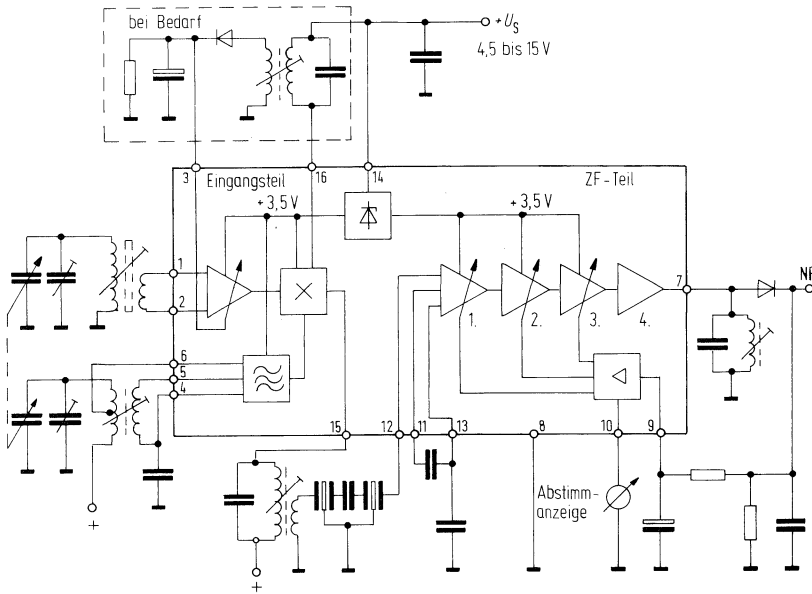 bei Bedarf
+U_S
4,5 bis 15 V
3
Eingangsteil
16
14
ZF-Teil
+3,5 V
+3,5 V
1
2
7
NF
1.
2.
3.
4.
6
5
4
15
12
11
13
8
10
9
Abstimm-
anzeige
+
+